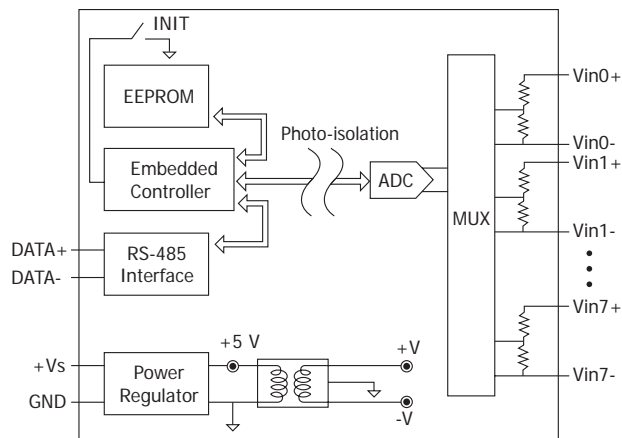 INIT
EEPROM
Photo-isolation
Embedded
Controller
ADC
MUX
Vin0+
Vin0-
Vin1+
Vin1-
Vin7+
Vin7-
DATA+
DATA-
RS-485
Interface
+5 V
+V
-V
+Vs
GND
Power
Regulator